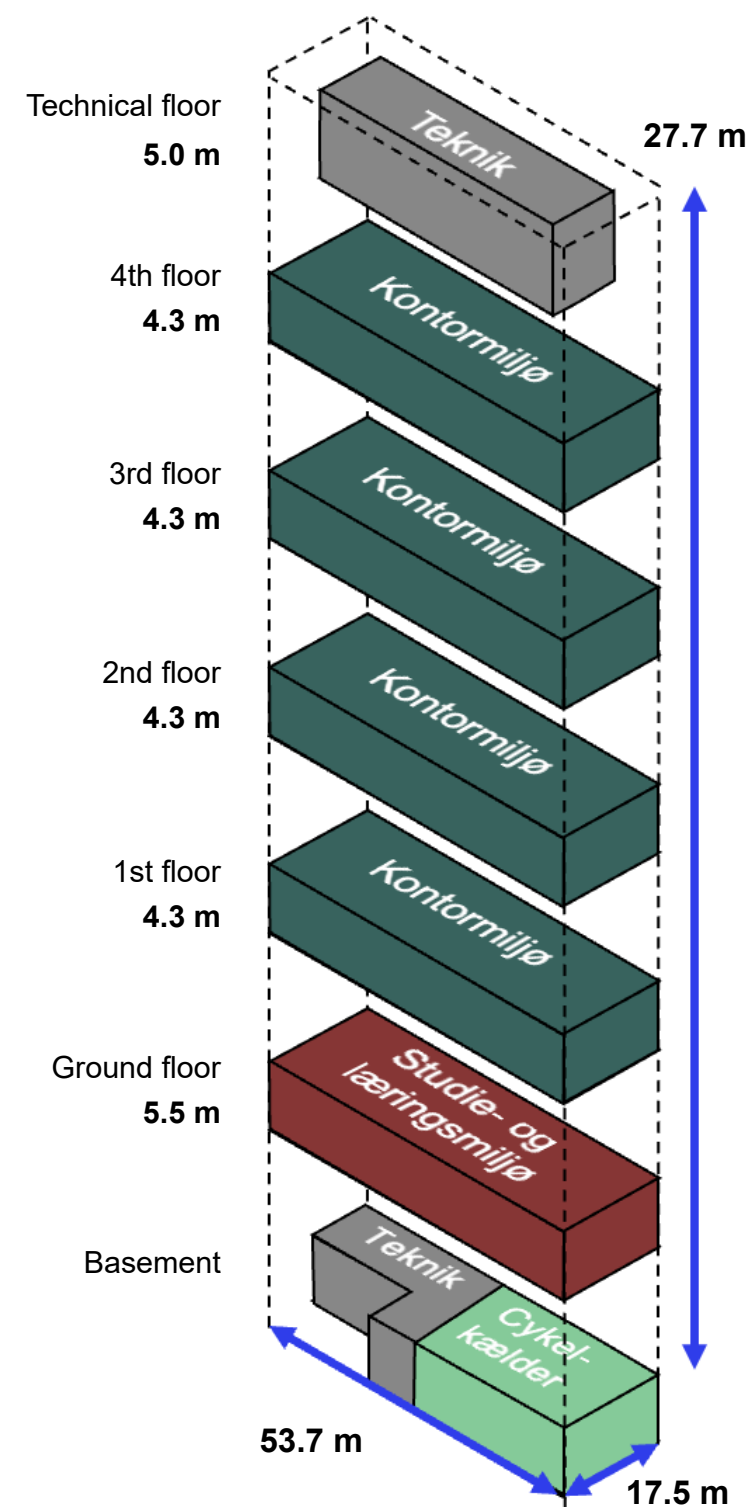 Technical floor
5.0 m
Teknik
27.7 m
4th floor
4.3 m
Kontormiljø
3rd floor
4.3 m
Kontormiljø
2nd floor
4.3 m
Kontormiljø
1st floor
4.3 m
Kontormiljø
Ground floor
5.5 m
Studie- og
læringsmiljø
Basement
Teknik
Cykel-
kælder
53.7 m
17.5 m